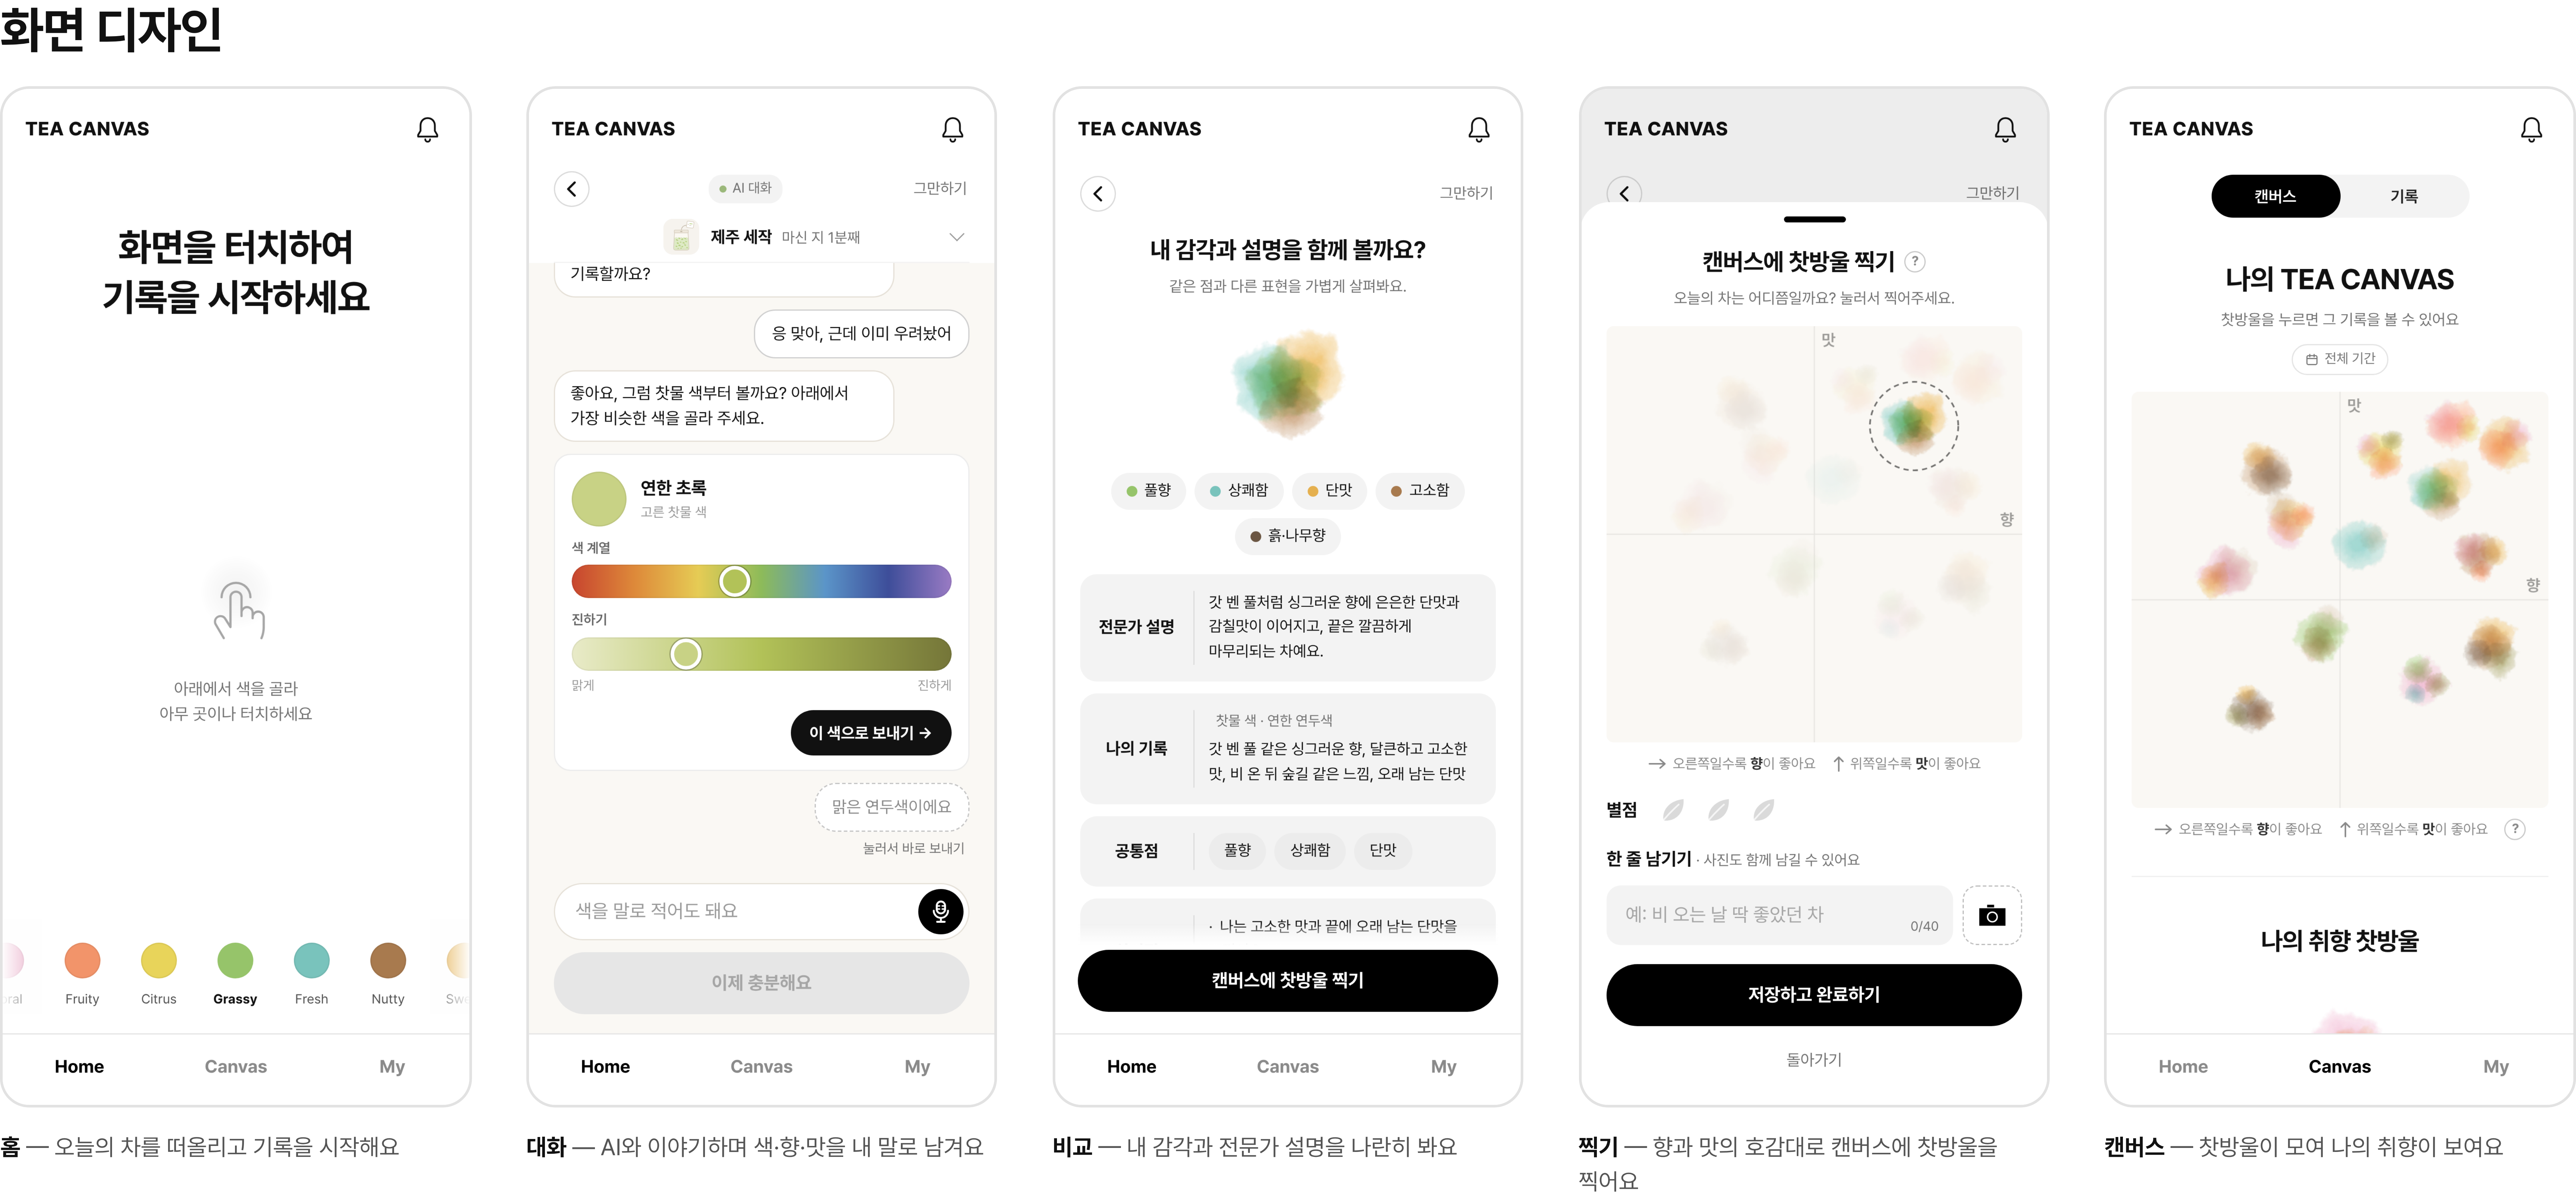 화면 디자인
TEA CANVAS
화면을 터치하여
기록을 시작하세요
아래에서 색을 골라
아무 곳이나 터치하세요
Fruity
Citrus
Grassy
Fresh
Nutty
Home
Canvas
My
홈 — 오늘의 차를 떠올리고 기록을 시작해요
TEA CANVAS
AI 대화
그만하기
제주 세작 마신 지 1분째
기록할까요?
응 맞아, 근데 이미 우려놨어
좋아요, 그럼 찻물 색부터 볼까요? 아래에서
가장 비슷한 색을 골라 주세요.
연한 초록
고른 찻물 색
색 계열
진하기
맑게
진하게
이 색으로 보내기 →
맑은 연두색이에요
눌러서 바로 보내기
색을 말로 적어도 돼요
이제 충분해요
Home
Canvas
My
대화 — AI와 이야기하며 색·향·맛을 내 말로 남겨요
TEA CANVAS
그만하기
내 감각과 설명을 함께 볼까요?
같은 점과 다른 표현을 가볍게 살펴봐요.
풀향
상쾌함
단맛
고소함
흙·나무향
전문가 설명
갓 벤 풀처럼 싱그러운 향에 은은한 단맛과
감칠맛이 이어지고, 끝은 깔끔하게
마무리되는 차예요.
나의 기록
찻물 색 · 연한 연두색
갓 벤 풀 같은 싱그러운 향, 달큰하고 고소한
맛, 비 온 뒤 숲길 같은 느낌, 오래 남는 단맛
공통점
풀향
상쾌함
단맛
· 나는 고소한 맛과 끝에 오래 남는 단맛을
캔버스에 찻방울 찍기
Home
Canvas
My
비교 — 내 감각과 전문가 설명을 나란히 봐요
TEA CANVAS
그만하기
캔버스에 찻방울 찍기 ?
오늘의 차는 어디쯤일까요? 눌러서 찍어주세요.
맛
향
→ 오른쪽일수록 향이 좋아요 ↑ 위쪽일수록 맛이 좋아요
별점
한 줄 남기기 · 사진도 함께 남길 수 있어요
예: 비 오는 날 딱 좋았던 차
0/40
저장하고 완료하기
돌아가기
찍기 — 향과 맛의 호감대로 캔버스에 찻방울을
찍어요
TEA CANVAS
캔버스
기록
나의 TEA CANVAS
찻방울을 누르면 그 기록을 볼 수 있어요
전체 기간
맛
향
→ 오른쪽일수록 향이 좋아요 ↑ 위쪽일수록 맛이 좋아요 ?
나의 취향 찻방울
Home
Canvas
My
캔버스 — 찻방울이 모여 나의 취향이 보여요